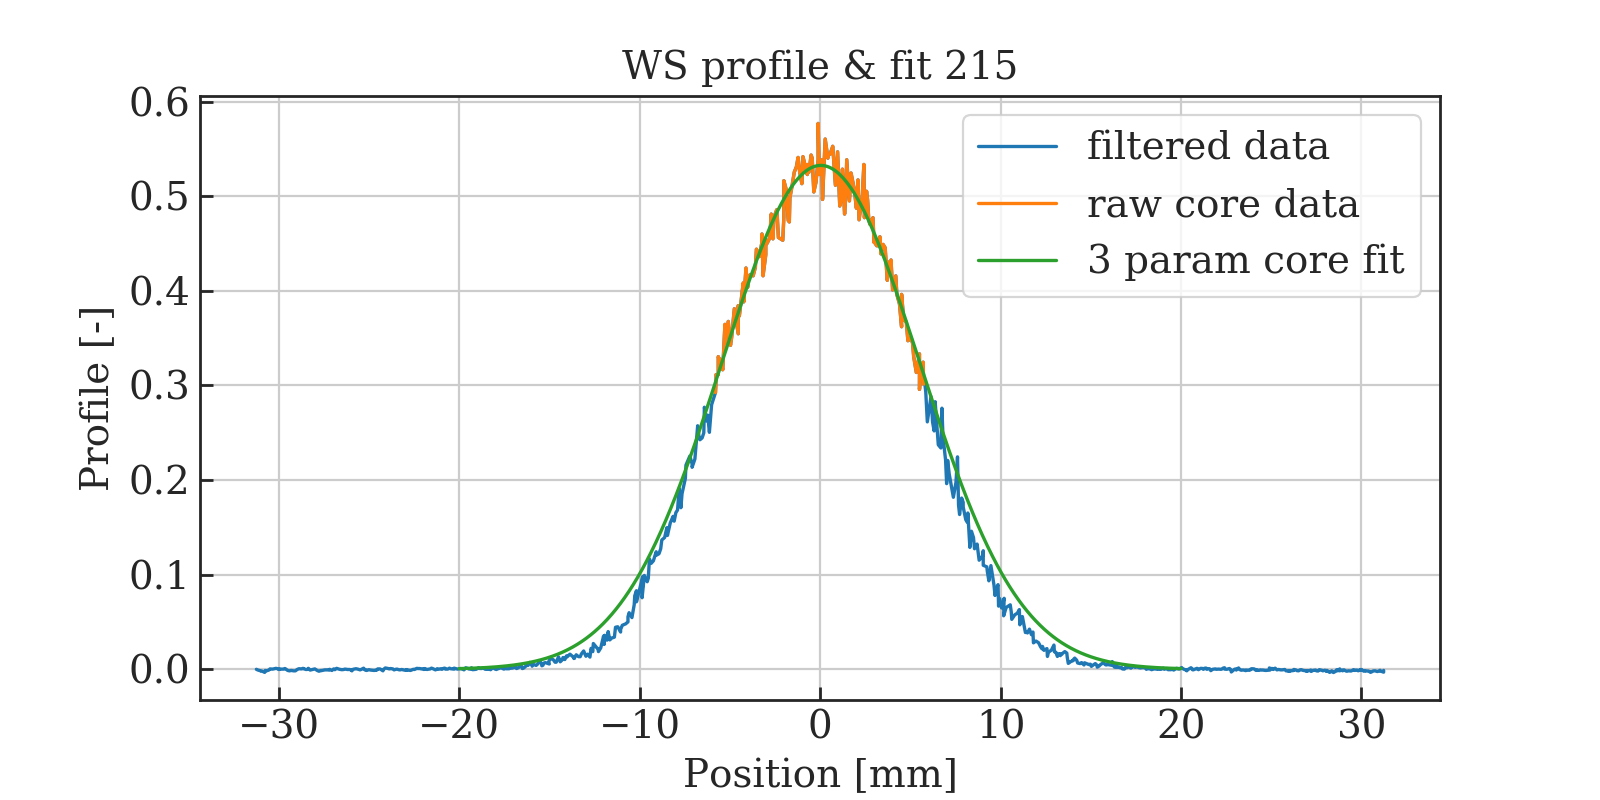 WS profile & fit 215
0.6
0.5
0.4
0.3
0.2
0.1
0.0
Profile [-]
filtered data
raw core data
3 param core fit
−30
−20
−10
0
10
20
30
Position [mm]